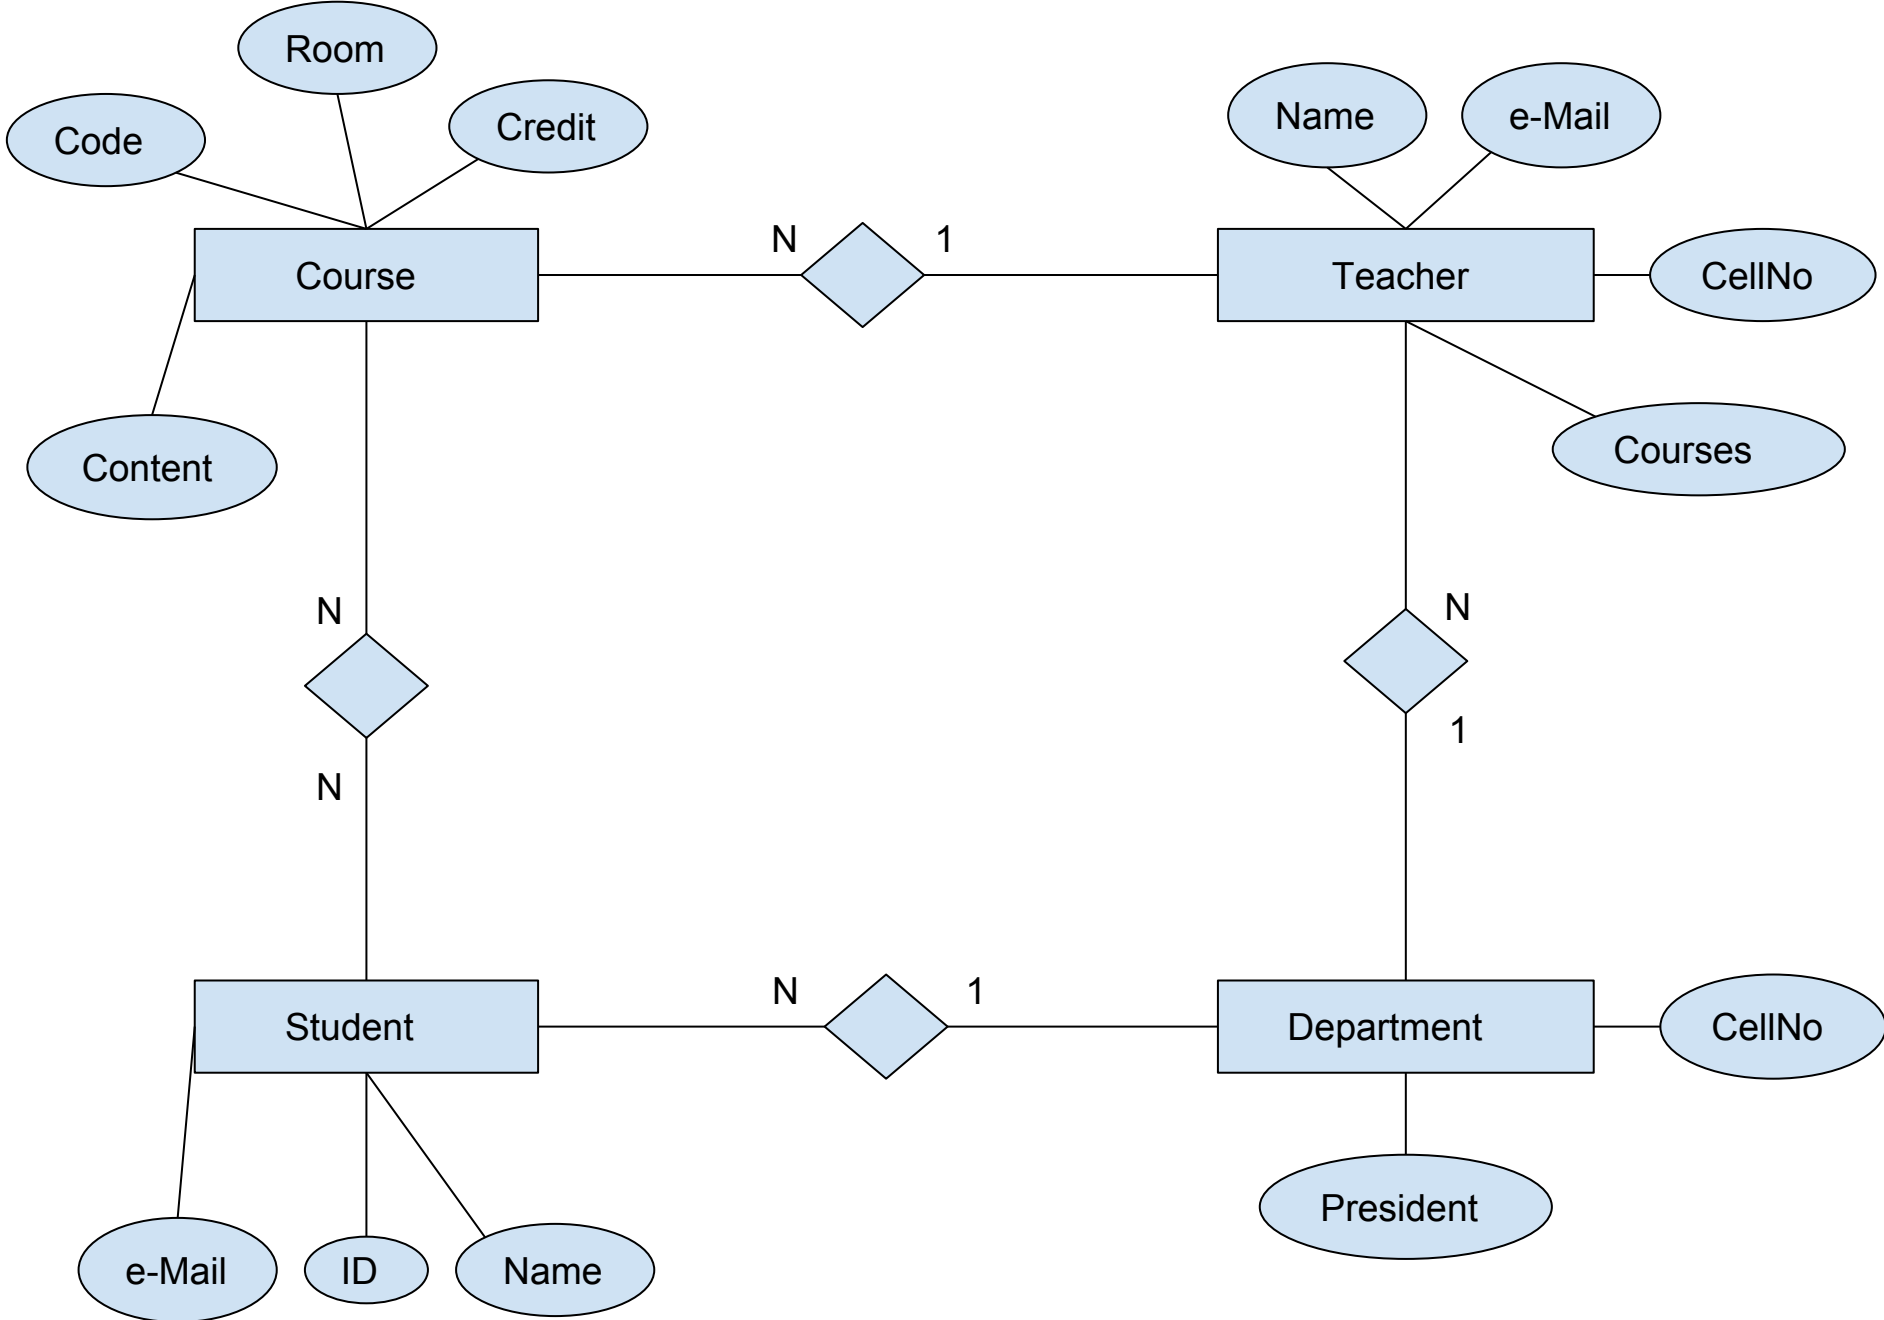 Room
Code
Credit
Name
e-Mail
Course
N
1
Teacher
CellNo
Content
Courses
N
N
N
1
Student
N
1
Department
CellNo
e-Mail
ID
Name
President